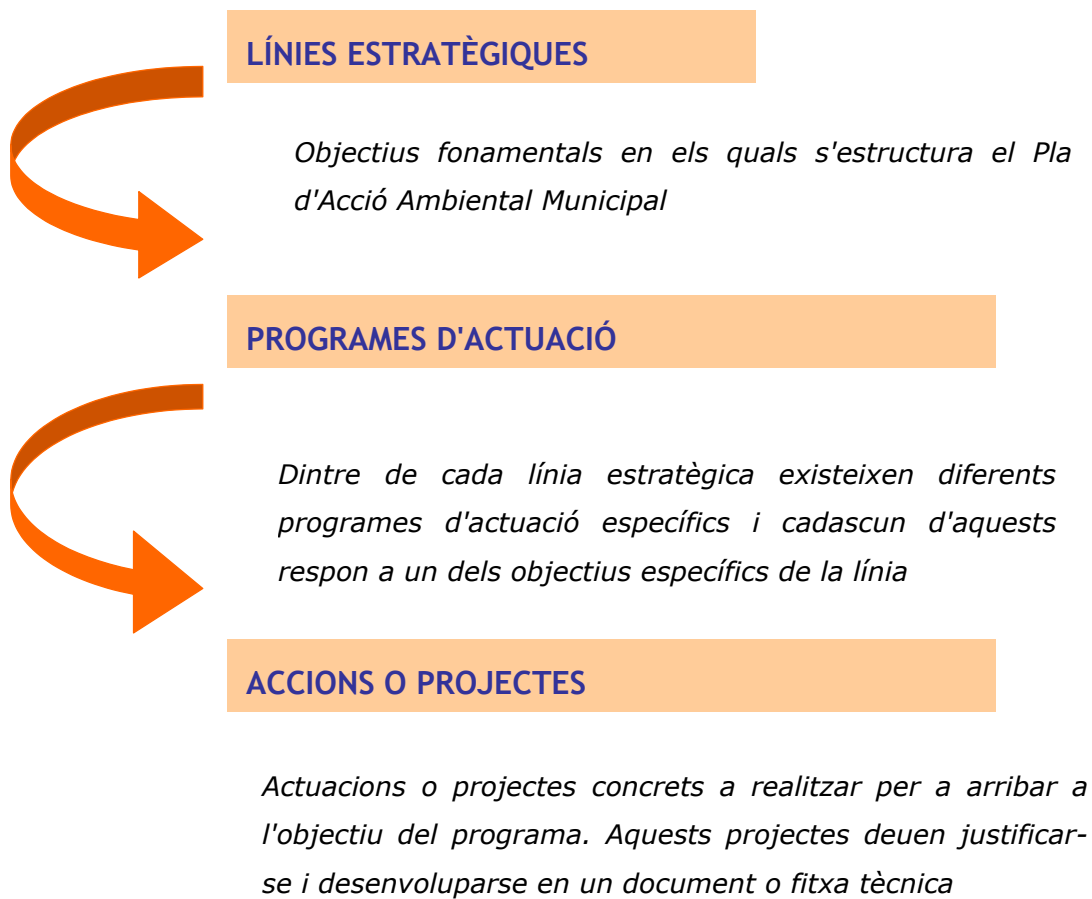 LÍNIES ESTRATÈGIQUES
Objectius fonamentals en els quals s'estructura el Pla
d'Acció Ambiental Municipal
PROGRAMES D'ACTUACIÓ
Dintre de cada línia estratègica existeixen diferents
programes d'actuació específics i cadascun d'aquests
respon a un dels objectius específics de la línia
ACCIONS O PROJECTES
Actuacions o projectes concrets a realitzar per a arribar a
l'objectiu del programa. Aquests projectes deuen justificar-
se i desenvoluparse en un document o fitxa tècnica